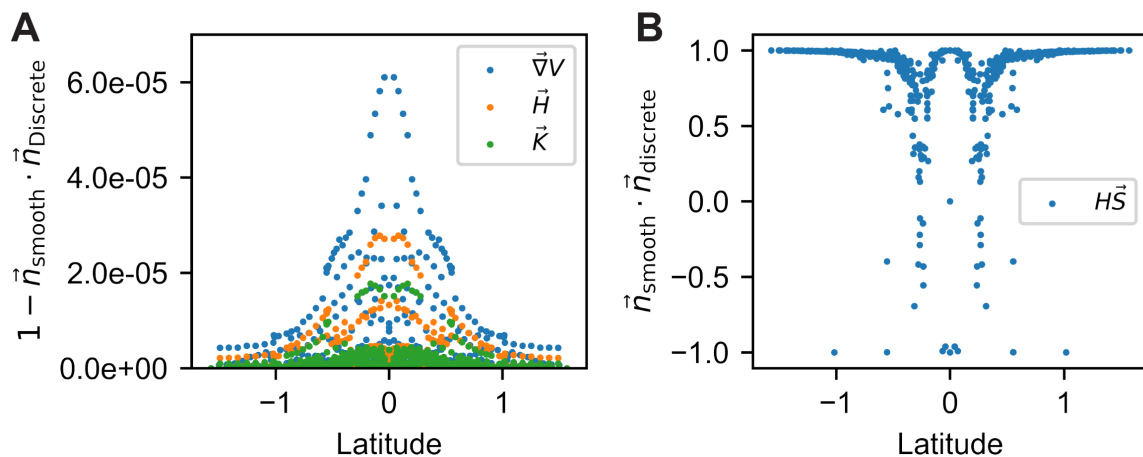 A
1 − n⃗smooth · n⃗Discrete
6.0e-05
4.0e-05
2.0e-05
0.0e+00
−1
0
1
Latitude
∇⃗V
H⃗
K⃗
B
n⃗smooth · n⃗discrete
1.0
0.5
0.0
−0.5
−1.0
−1
0
1
Latitude
HS⃗